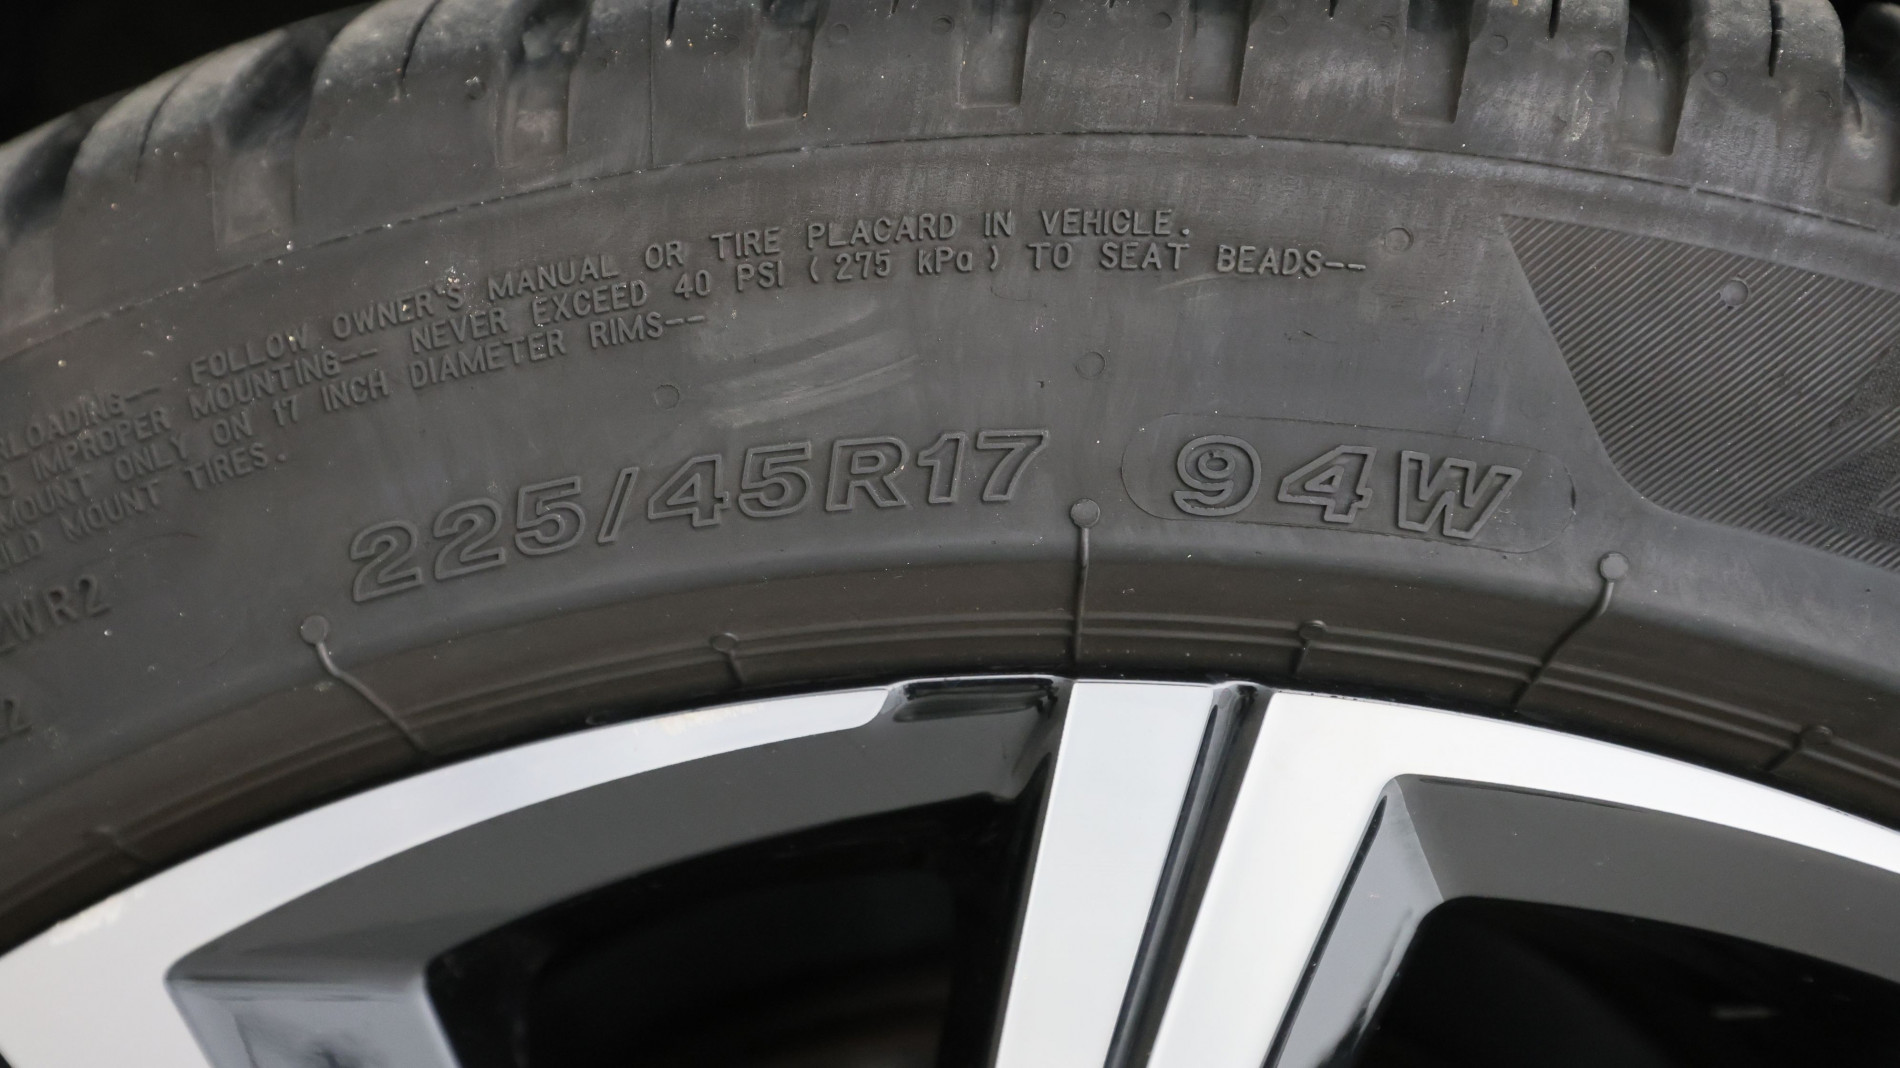 FOLLOW OWNER'S MANUAL OR TIRE PLACARD IN VEHICLE.
IMPROPER MOUNTING-- NEVER EXCEED 40 PSI (275 kPa) TO SEAT BEADS--
MOUNT ONLY ON 17 INCH DIAMETER RIMS--
MOUNT TIRES.
225/45R17 94W